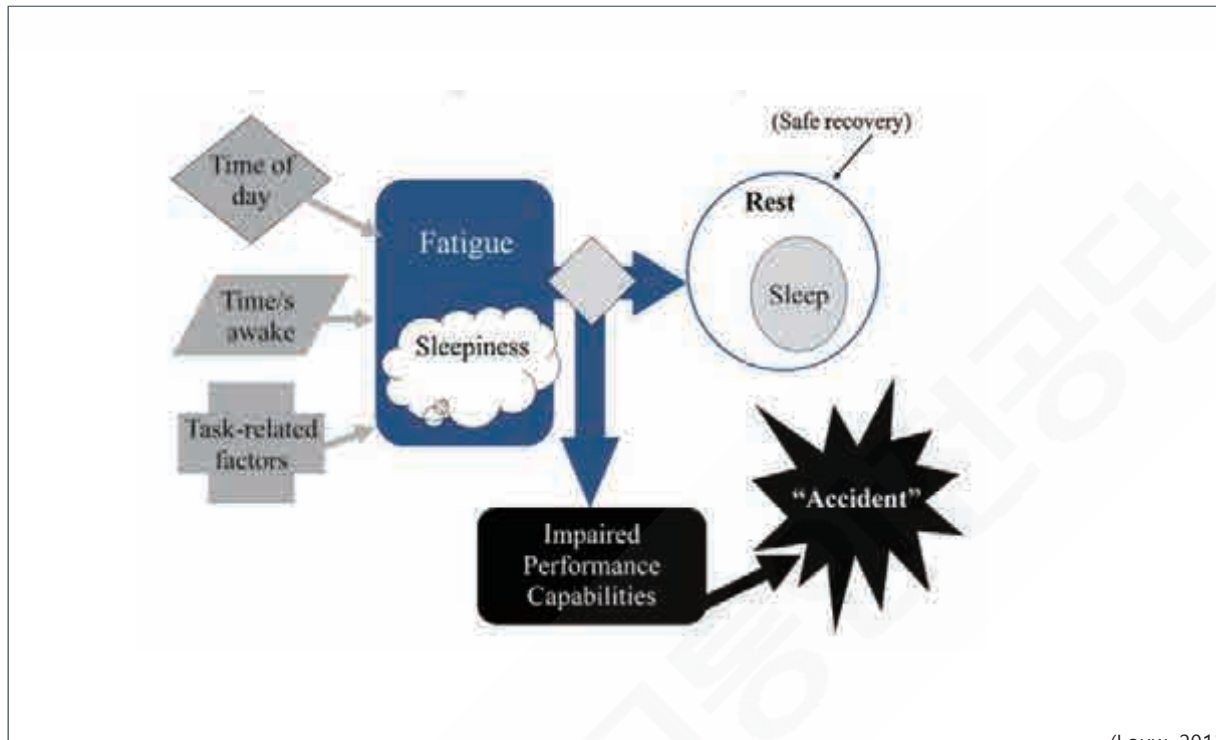 (Safe recovery)
Time of
day
Rest
Fatigue
Time/s
awake
Sleep
Sleepiness
Task-related
factors
"Accident"
Impaired
Performance
Capabilities